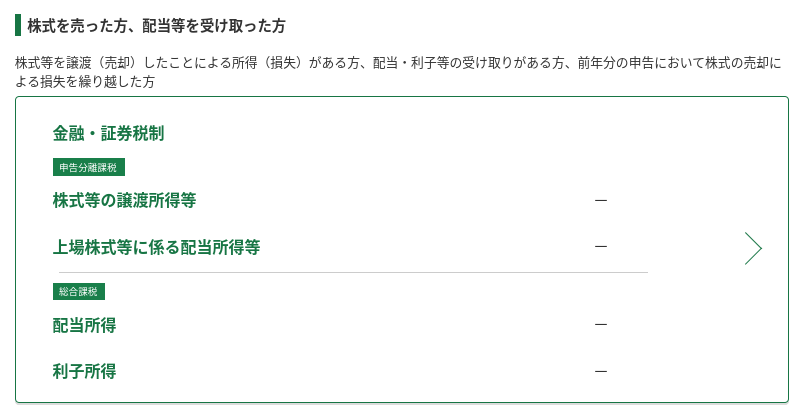 株式を売った方、配当等を受け取った方
株式等を譲渡（売却）したことによる所得（損失）がある方、配当・利子等の受け取りがある方、前年分の申告において株式の売却に
よる損失を繰り越した方
金融・証券税制
申告分離課税
株式等の譲渡所得等 ー
上場株式等に係る配当所得等 ー
総合課税
配当所得 ー
利子所得 ー